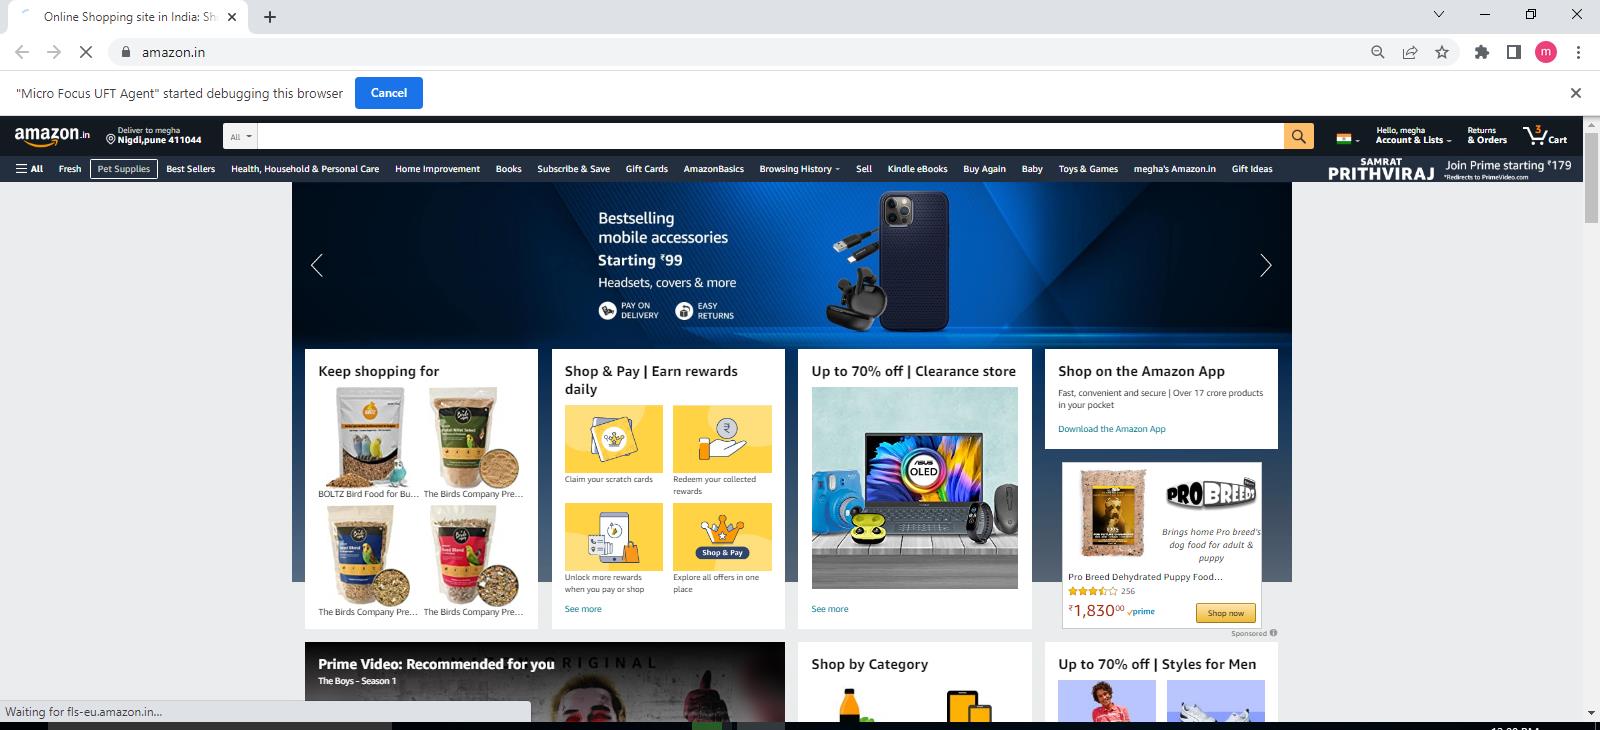 Online Shopping site in India: Sh
amazon.in
"Micro Focus UFT Agent" started debugging this browser
Cancel
m
amazon.in
Deliver to megha
Nigdi,pune 411044
All
Hello, megha
Account & Lists
Returns
& Orders
3
Cart
All
Fresh
Pet Supplies
Best Sellers
Health, Household & Personal Care
Home Improvement
Books
Subscribe & Save
Gift Cards
AmazonBasics
Browsing History
Sell
Kindle eBooks
Buy Again
Baby
Toys & Games
megha's Amazon.in
Gift Ideas
SAMRAT
PRITHVIRAJ
Join Prime starting ₹179
*Redirects to PrimeVideo.com
Bestselling
mobile accessories
Starting ₹99
Headsets, covers & more
PAY ON
DELIVERY
EASY
RETURNS
Keep shopping for
BOLTZ Bird Food for Bu...
The Birds Company Pre...
The Birds Company Pre...
The Birds Company Pre...
Shop & Pay | Earn rewards
daily
Claim your scratch cards
₹
Redeem your collected
rewards
Unlock more rewards
when you pay or shop
Shop & Pay
Explore all offers in one
place
See more
Up to 70% off | Clearance store
ASUS
OLED
See more
Shop on the Amazon App
Fast, convenient and secure | Over 17 crore products
in your pocket
Download the Amazon App
PROBREED
Brings home Pro breed's
dog food for adult &
puppy
Pro Breed Dehydrated Puppy Food...
256
₹1,830.00
prime
Shop now
Sponsored
Prime Video: Recommended for you
ORIGINAL
The Boys – Season 1
Shop by Category
Up to 70% off | Styles for Men
Waiting for fls-eu.amazon.in...